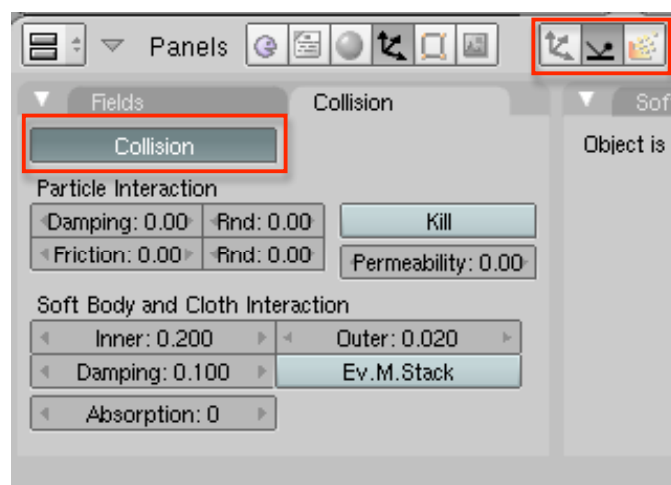 Panels
Fields Collision Sof
Collision
Object is
Particle Interaction
Damping: 0.00 Rnd: 0.00 Kill
Friction: 0.00 Rnd: 0.00 Permeability: 0.00
Soft Body and Cloth Interaction
Inner: 0.200 Outer: 0.020
Damping: 0.100 Ev.M.Stack
Absorption: 0